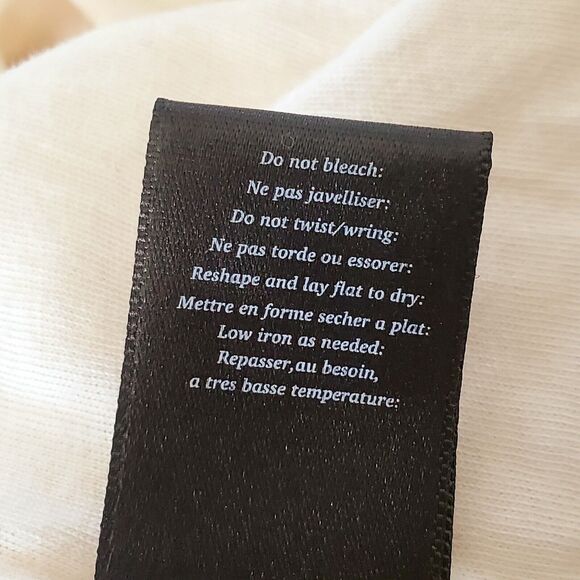 Do not bleach:
Ne pas javelliser:
Do not twist/wring:
Ne pas torde ou essorer:
Reshape and lay flat to dry:
Mettre en forme secher a plat:
Low iron as needed:
Repasser,au besoin,
a tres basse temperature: